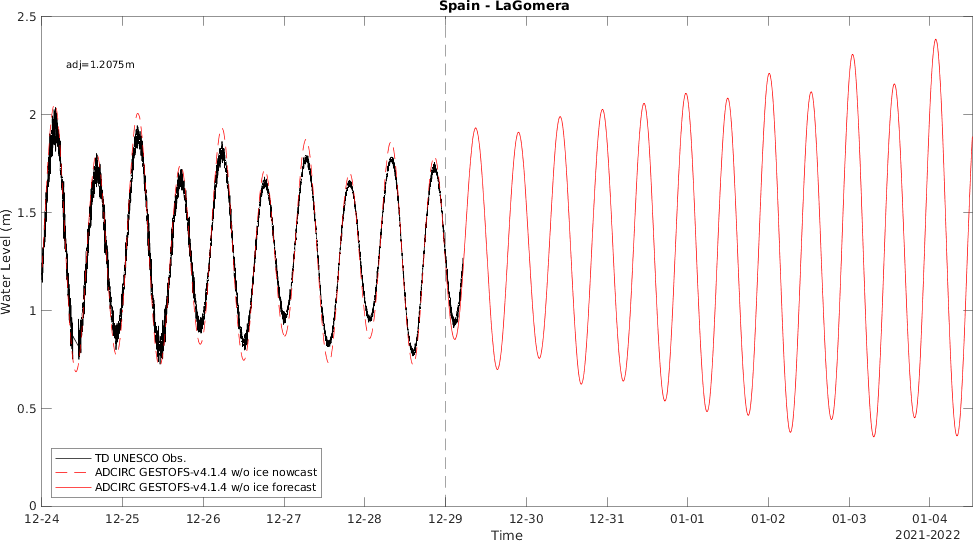 Spain - LaGomera
adj=1.2075m
Water Level (m)
2.5
2
1.5
1
0.5
0
TD UNESCO Obs.
ADCIRC GESTOFS-v4.1.4 w/o ice nowcast
ADCIRC GESTOFS-v4.1.4 w/o ice forecast
12-24 12-25 12-26 12-27 12-28 12-29 12-30 12-31 01-01 01-02 01-03 01-04
Time
2021-2022